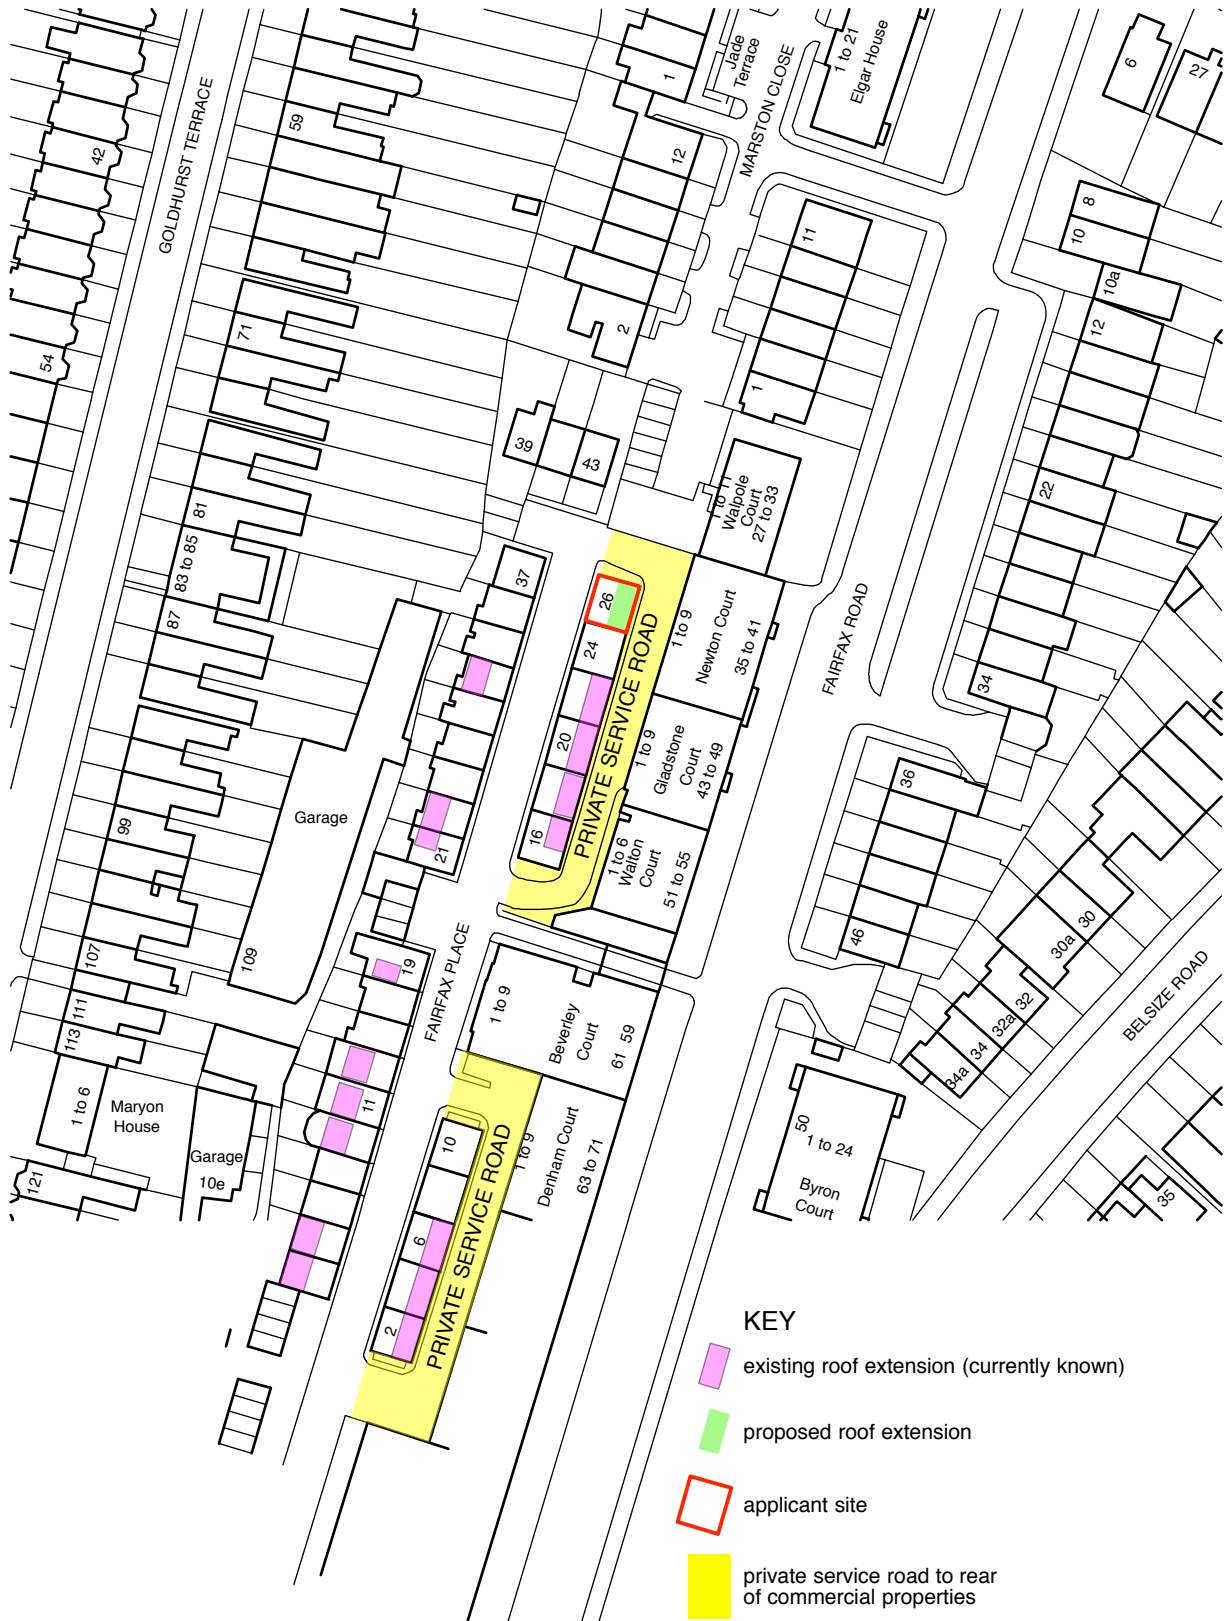 Jade
Terrace
MARSTON CLOSE
1 to 21
Elgar House
6
27
1
59
42
GOLDHURST TERRACE
12
8
10
11
10a
12
2
71
54
1
39
43
1 to 11
Walpole
Court
27 to 33
22
81
83 to 85
37
26
1 to 9
Newton Court
35 to 41
FAIRFAX ROAD
87
24
PRIVATE SERVICE ROAD
34
20
1 to 9
Gladstone
Court
43 to 49
36
Garage
99
16
21
1 to 6
Walton
Court
51 to 55
46
30
30a
107
109
19
FAIRFAX PLACE
32
32a
34
34a
BELSIZE ROAD
111
113
1 to 9
Beverley
Court
61 59
1 to 6
Maryon
House
11
Garage
10e
10
1 to 9
Denham Court
63 to 71
50
1 to 24
Byron
Court
121
35
6
2
PRIVATE SERVICE ROAD
KEY
existing roof extension (currently known)
proposed roof extension
applicant site
private service road to rear
of commercial properties